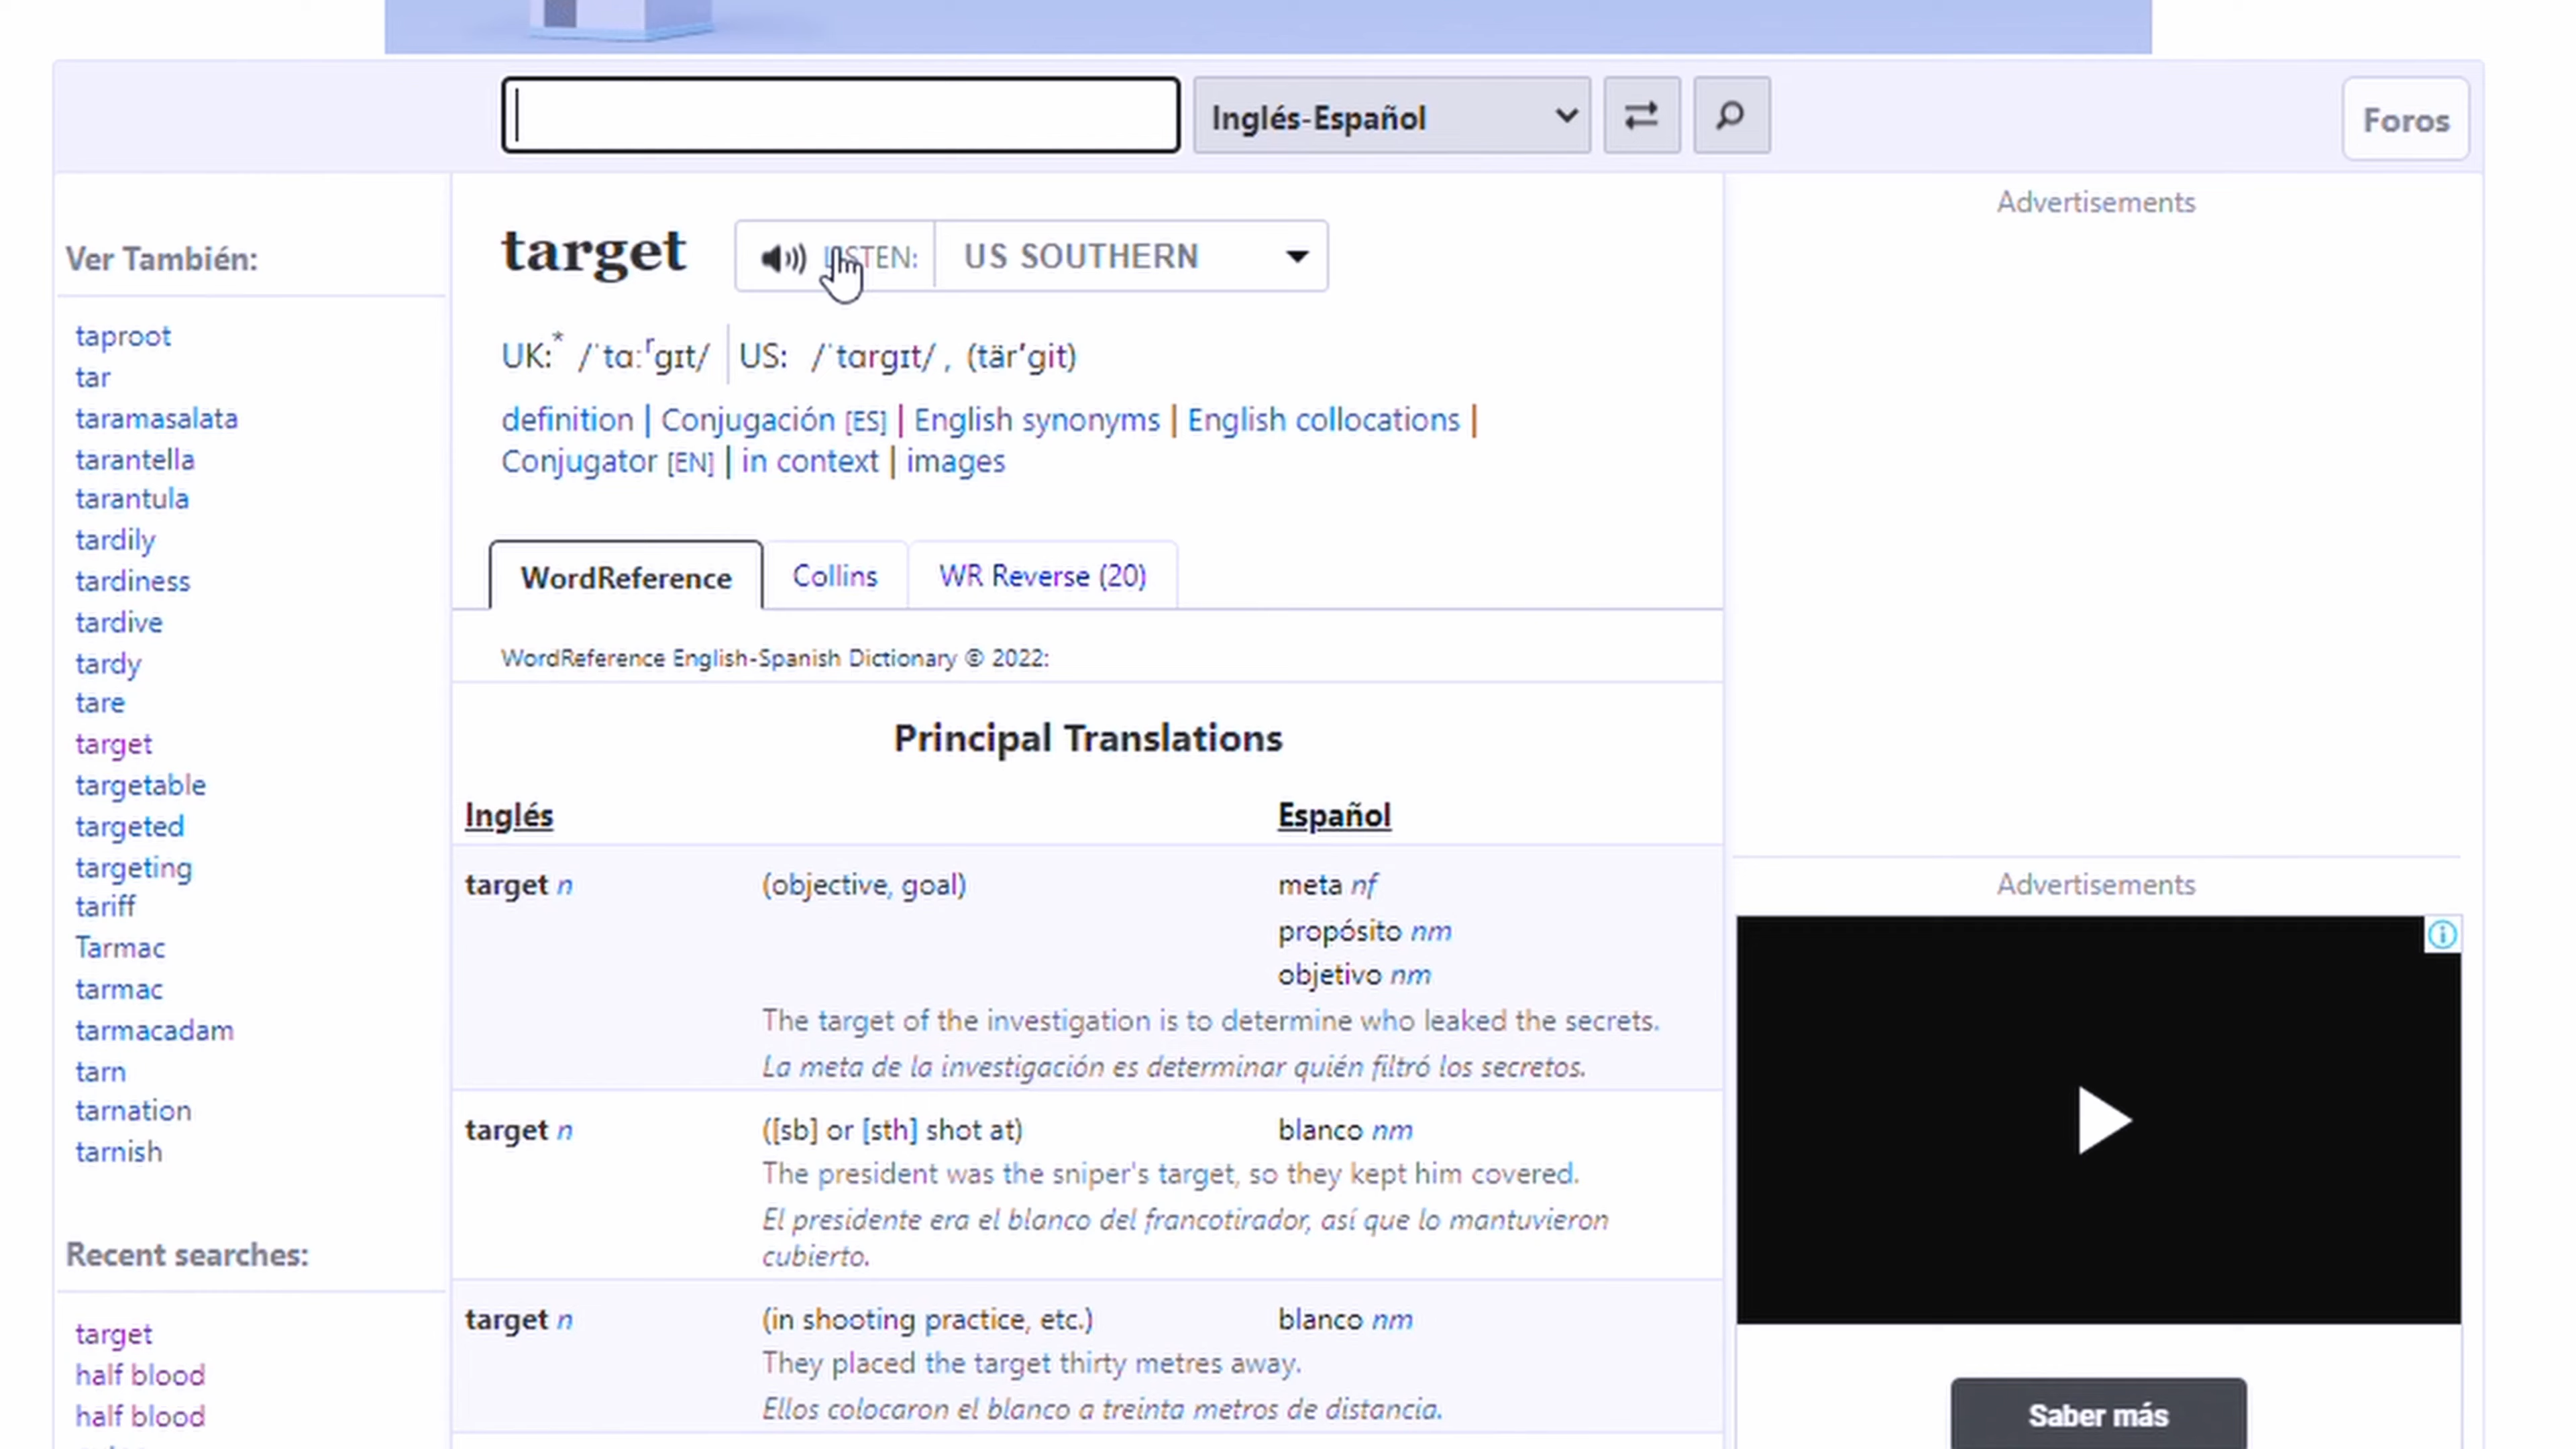 Inglés-Español
Foros
Ver También:
taproot
tar
taramasalata
tarantella
tarantula
tardily
tardiness
tardive
tardy
tare
target
targetable
targeted
targeting
tariff
Tarmac
tarmac
tarmacadam
tarn
tarnation
tarnish
Recent searches:
target
half blood
half blood
target LISTEN: US SOUTHERN
UK:* /ˈtɑːʳgɪt/ US: /ˈtɑrgɪt/ , (tär′git)
definition | Conjugación [ES] | English synonyms | English collocations |
Conjugator [EN] | in context | images
WordReference Collins WR Reverse (20)
WordReference English-Spanish Dictionary © 2022:
Principal Translations
Inglés Español
target n (objective, goal) meta nf
propósito nm
objetivo nm
The target of the investigation is to determine who leaked the secrets.
La meta de la investigación es determinar quién filtró los secretos.
target n ([sb] or [sth] shot at) blanco nm
The president was the sniper's target, so they kept him covered.
El presidente era el blanco del francotirador, así que lo mantuvieron
cubierto.
target n (in shooting practice, etc.) blanco nm
They placed the target thirty metres away.
Ellos colocaron el blanco a treinta metros de distancia.
Advertisements
Advertisements
Saber más